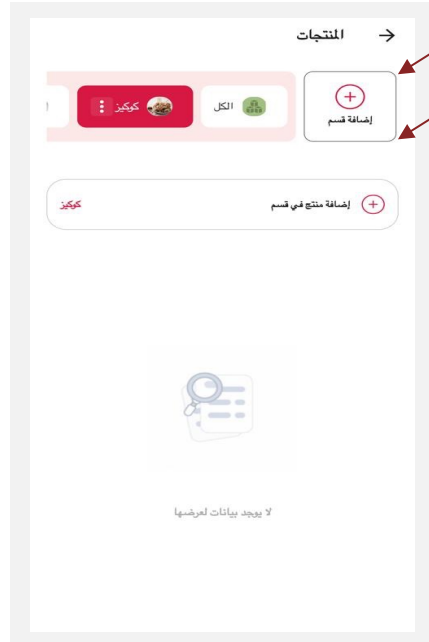 المنتجات
إضافة قسم
الكل
كوكيز
إضافة منتج في قسم
كوكيز
لا يوجد بيانات لعرضها